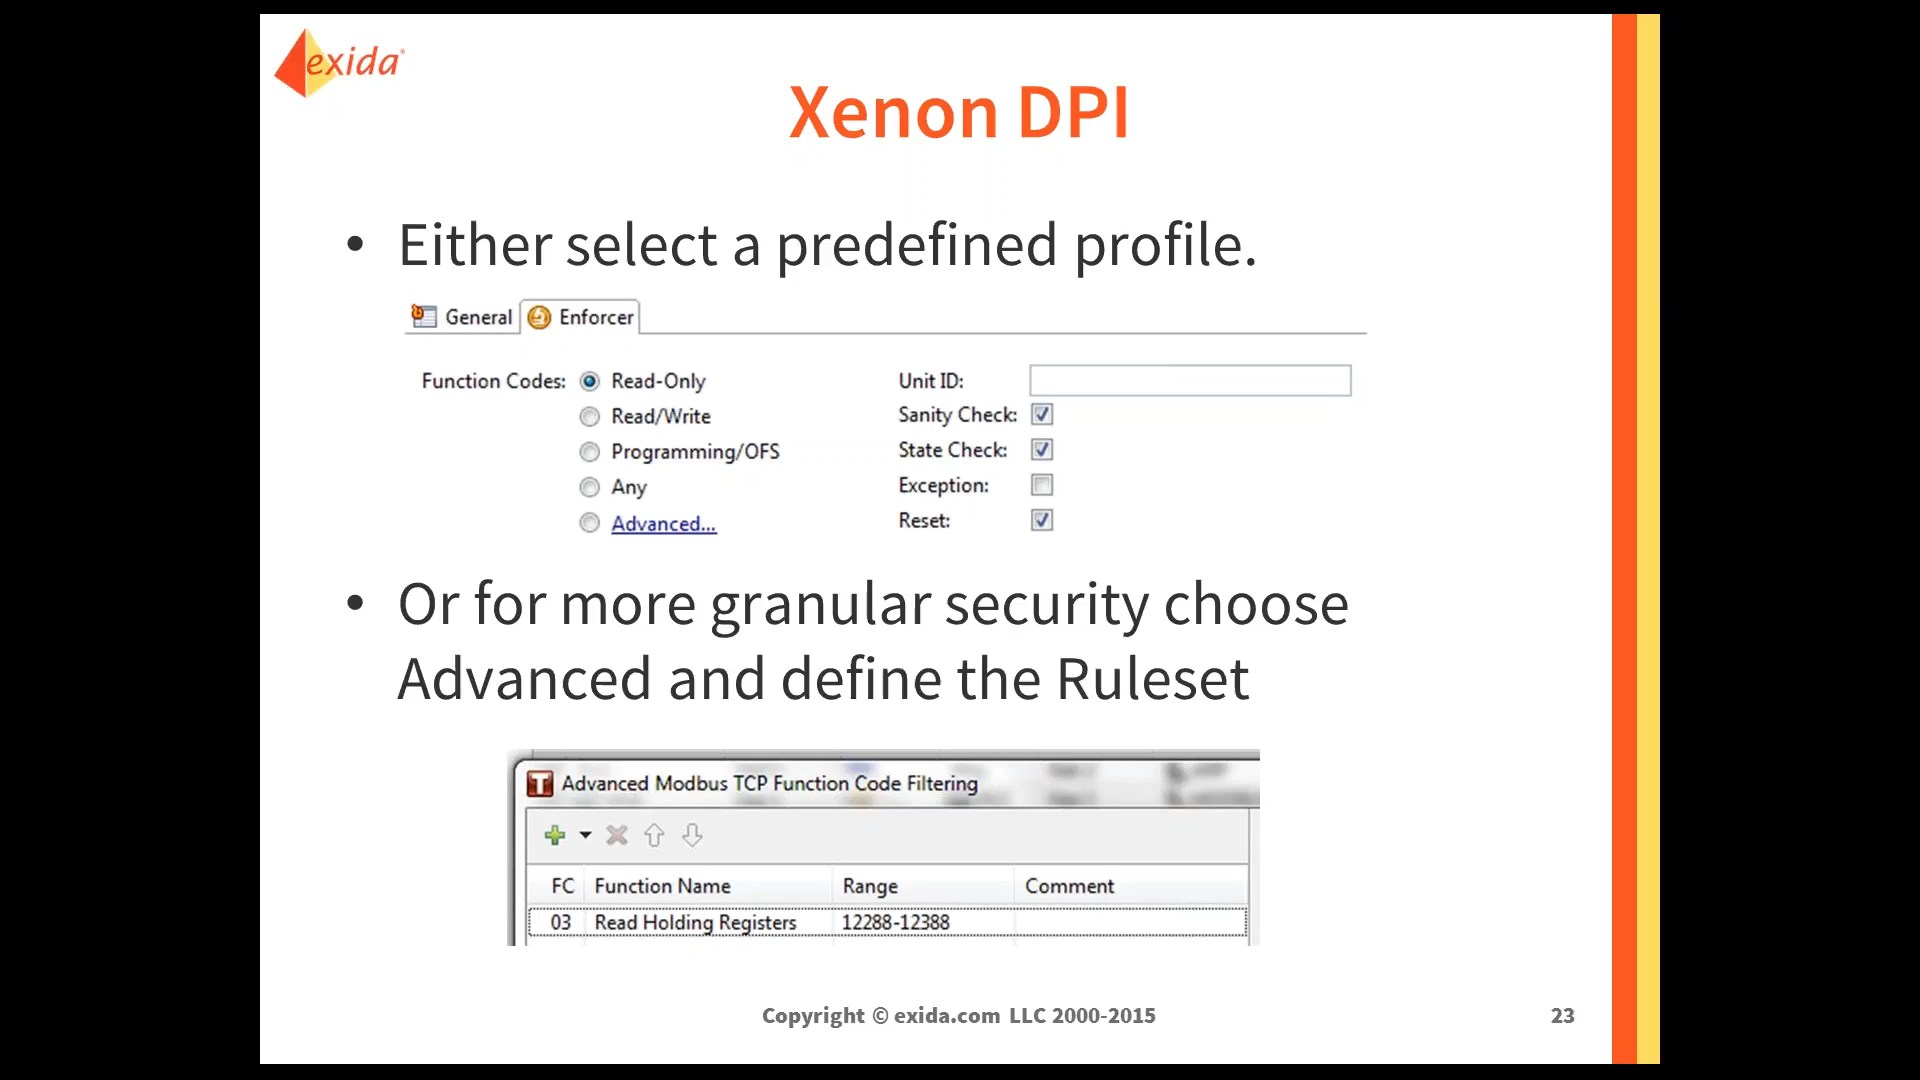 exida
Xenon DPI
• Either select a predefined profile.
General Enforcer
Function Codes: Read-Only Unit ID:
Read/Write Sanity Check:
Programming/OFS State Check:
Any Exception:
Advanced... Reset:
• Or for more granular security choose
Advanced and define the Ruleset
Advanced Modbus TCP Function Code Filtering
FC Function Name Range Comment
03 Read Holding Registers 12288-12388
Copyright © exida.com LLC 2000-2015 23